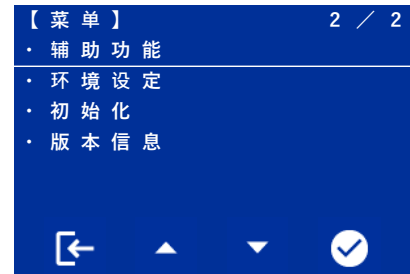 【菜单】 2／2
・辅助功能
・环境设定
・初始化
・版本信息